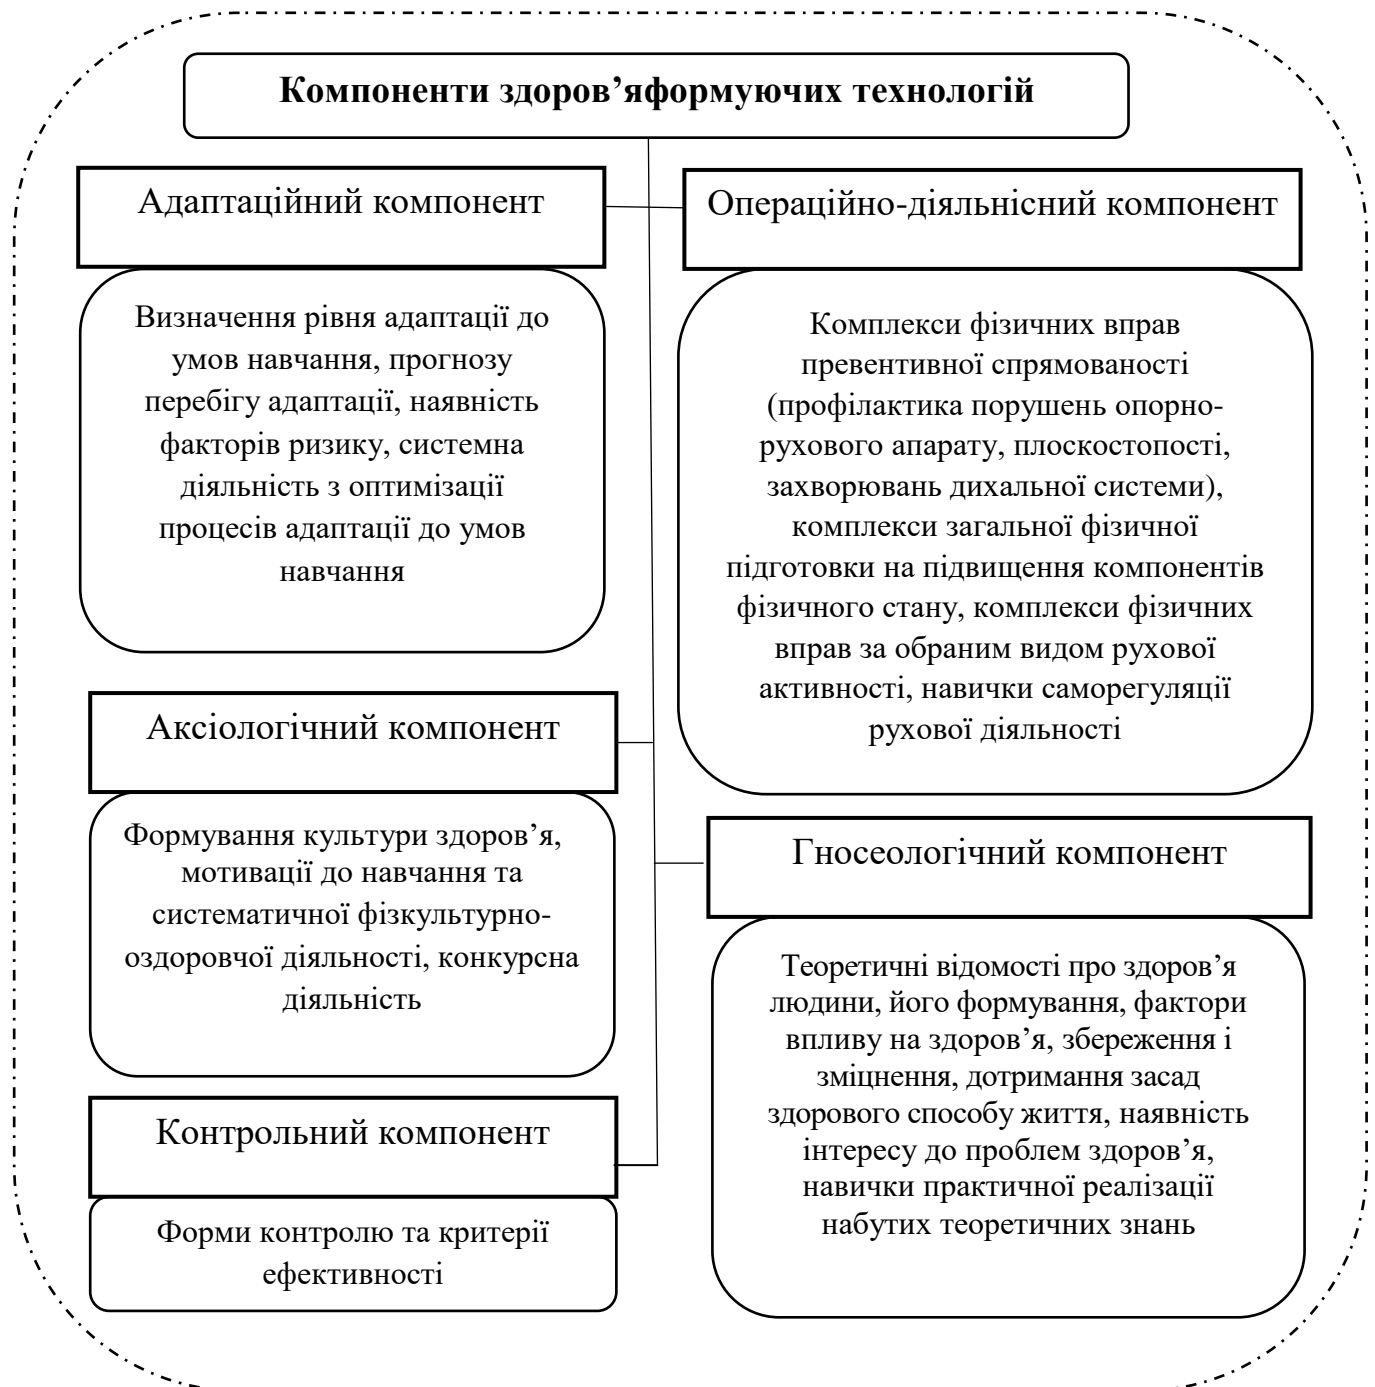 Компоненти здоров’яформуючих технологій
Адаптаційний компонент
Визначення рівня адаптації до
умов навчання, прогнозу
перебігу адаптації, наявність
факторів ризику, системна
діяльність з оптимізації
процесів адаптації до умов
навчання
Операційно-діяльнісний компонент
Комплекси фізичних вправ
превентивної спрямованості
(профілактика порушень опорно-
рухового апарату, плоскостопості,
захворювань дихальної системи),
комплекси загальної фізичної
підготовки на підвищення компонентів
фізичного стану, комплекси фізичних
вправ за обраним видом рухової
активності, навички саморегуляції
рухової діяльності
Аксіологічний компонент
Формування культури здоров’я,
мотивації до навчання та
систематичної фізкультурно-
оздоровчої діяльності, конкурсна
діяльність
Гносеологічний компонент
Теоретичні відомості про здоров’я
людини, його формування, фактори
впливу на здоров’я, збереження і
зміцнення, дотримання засад
здорового способу життя, наявність
інтересу до проблем здоров’я,
навички практичної реалізації
набутих теоретичних знань
Контрольний компонент
Форми контролю та критерії
ефективності